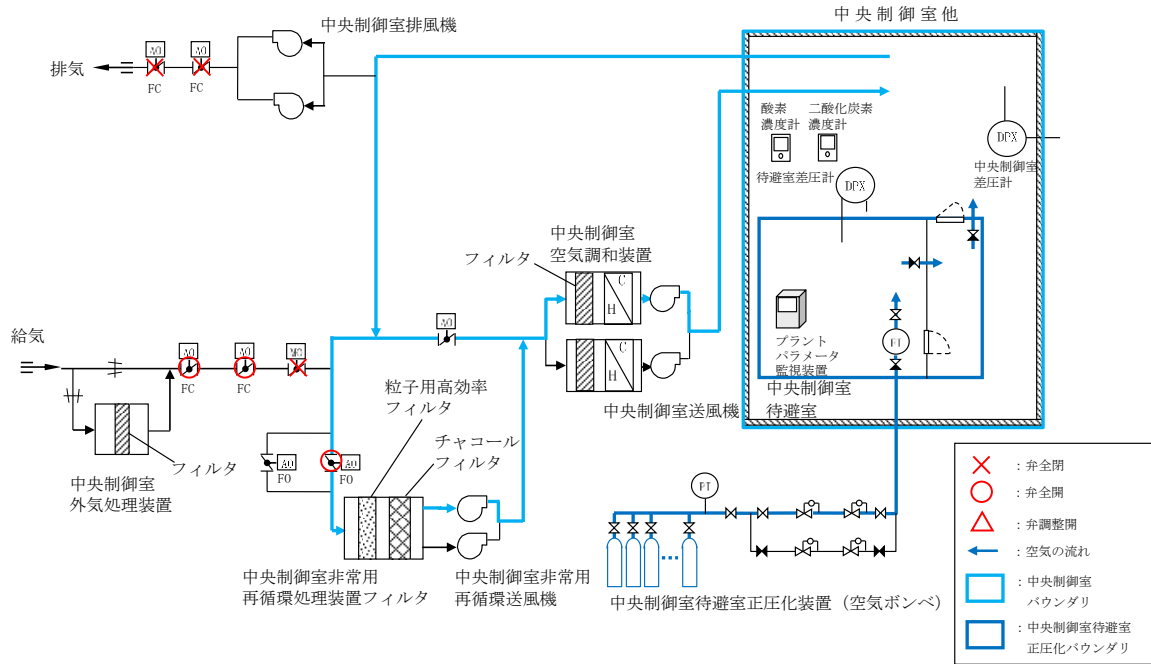 中央制御室他
中央制御室排風機
AO
AO
排気
FC
FC
酸素
濃度計
二酸化炭素
濃度計
DPX
中央制御室
差圧計
待避室差圧計
DPX
中央制御室
空気調和装置
フィルタ
C
H
C
H
中央制御室送風機
給気
AO
AO
MO
AO
FC
FC
FT
プラント
パラメータ
監視装置
中央制御室
待避室
粒子用高効率
フィルタ
チャコール
フィルタ
フィルタ
中央制御室
外気処理装置
AO
FO
AO
FO
PT
中央制御室非常用
再循環処理装置フィルタ
中央制御室非常用
再循環送風機
中央制御室待避室正圧化装置（空気ボンベ）
：弁全閉
：弁全開
：弁調整開
：空気の流れ
：中央制御室
バウンダリ
：中央制御室待避室
正圧化バウンダリ